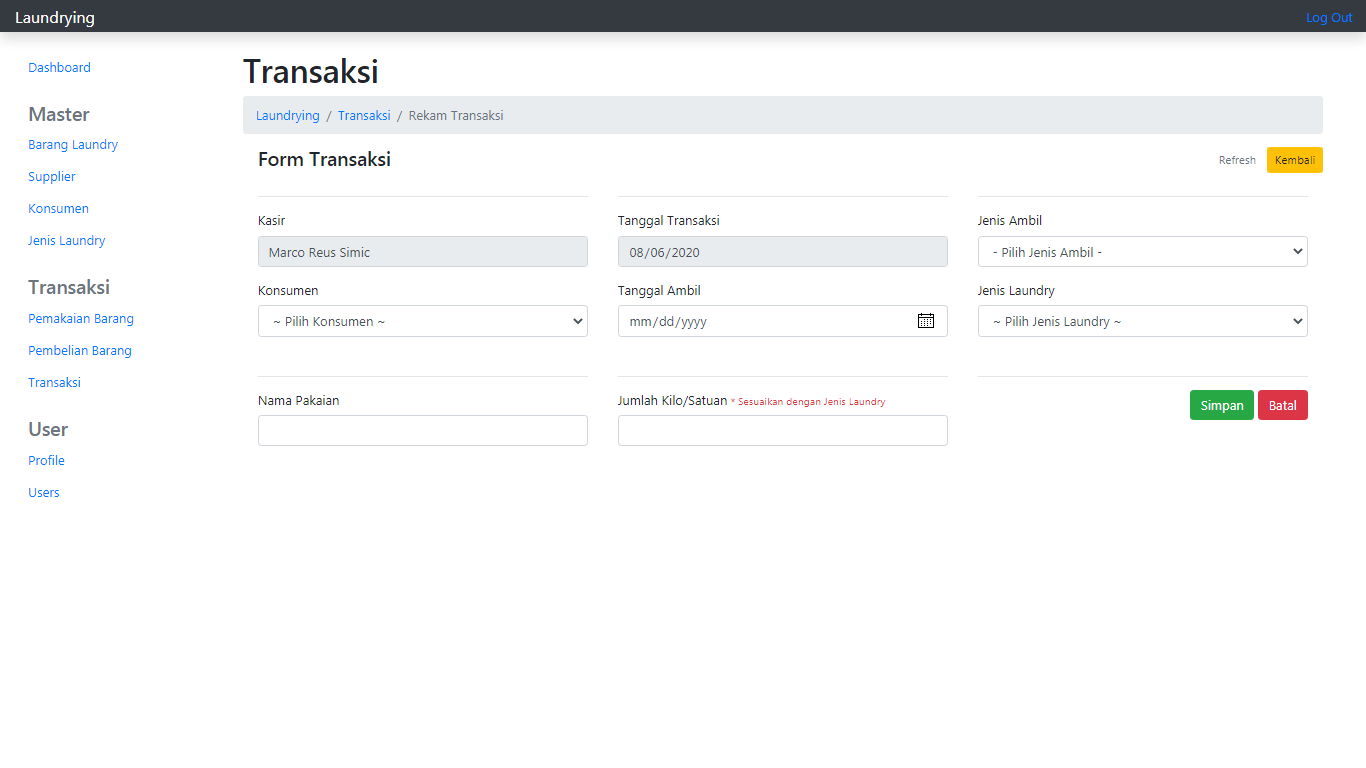 Laundrying
Log Out
Dashboard
Master
Barang Laundry
Supplier
Konsumen
Jenis Laundry
Transaksi
Pemakaian Barang
Pembelian Barang
Transaksi
User
Profile
Users
Transaksi
Laundrying / Transaksi / Rekam Transaksi
Form Transaksi
Refresh
Kembali
Kasir
Marco Reus Simic
Tanggal Transaksi
08/06/2020
Jenis Ambil
- Pilih Jenis Ambil -
Konsumen
~ Pilih Konsumen ~
Tanggal Ambil
mm/dd/yyyy
Jenis Laundry
~ Pilih Jenis Laundry ~
Nama Pakaian
Jumlah Kilo/Satuan * Sesuaikan dengan Jenis Laundry
Simpan
Batal